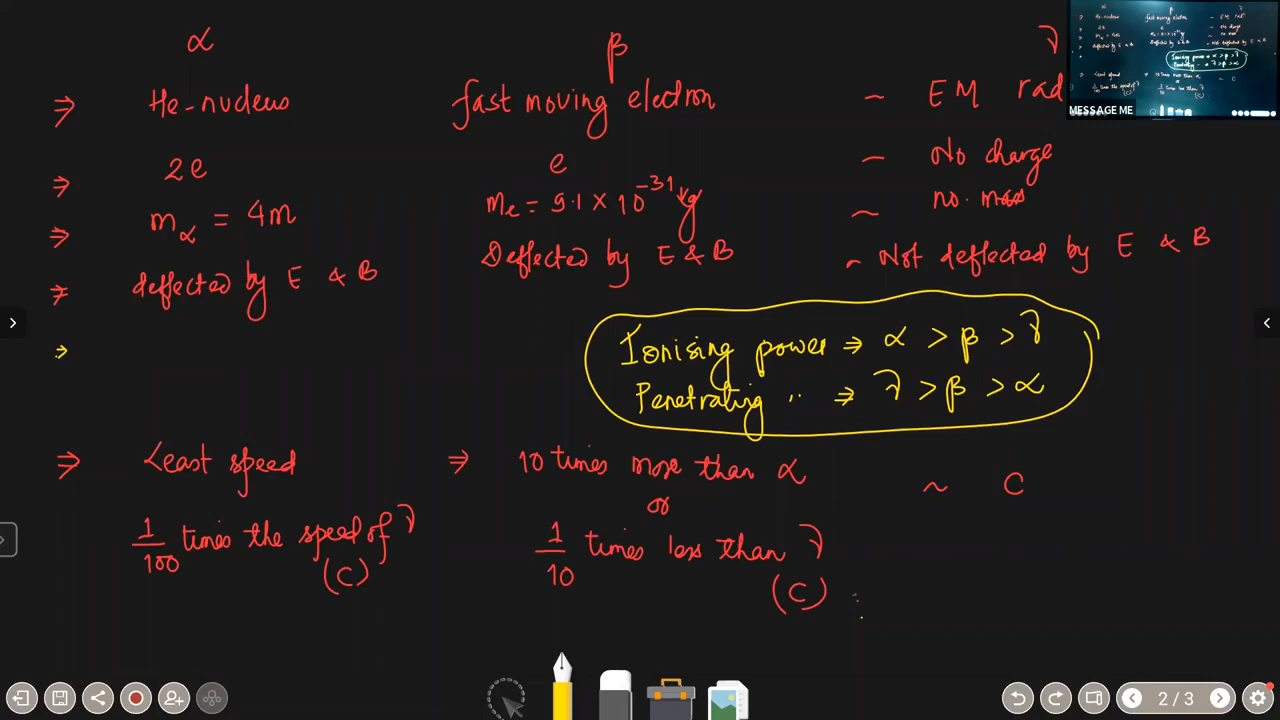 α β γ
⇒ He-nucleus fast moving electron ~ EM rad
⇒ 2e e – No charge
⇒ mα = 4m me = 9.1 × 10⁻³¹ kg ~ no. mass
⇒ deflected by E & B Deflected by E & B ~ Not deflected by E & B
⇒
Ionising power ⇒ α > β > γ
Penetrating ,, ⇒ γ > β > α
⇒ Least speed ⇒ 10 times more than α ~ C
or
1/100 times the speed of γ 1/10 times less than γ
(C) (C)
MESSAGE ME
2 / 3